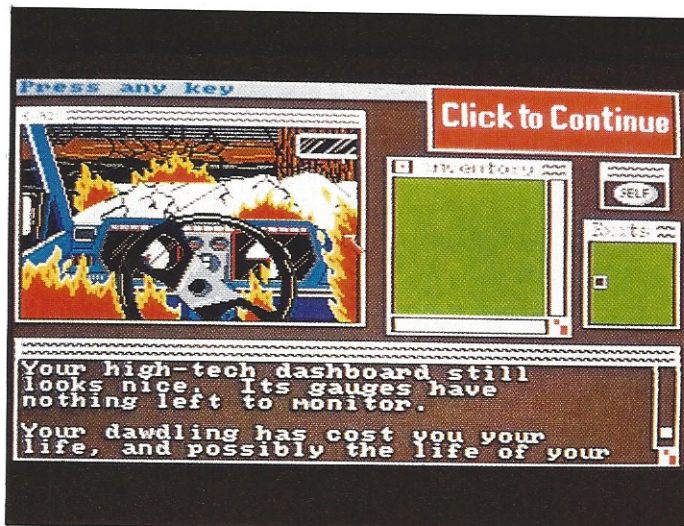 Press any key
Click to Continue
Inventory
SELF
Exits
Your high-tech dashboard still
looks nice. Its gauges have
nothing left to monitor.
Your dawdling has cost you your
life, and possibly the life of your